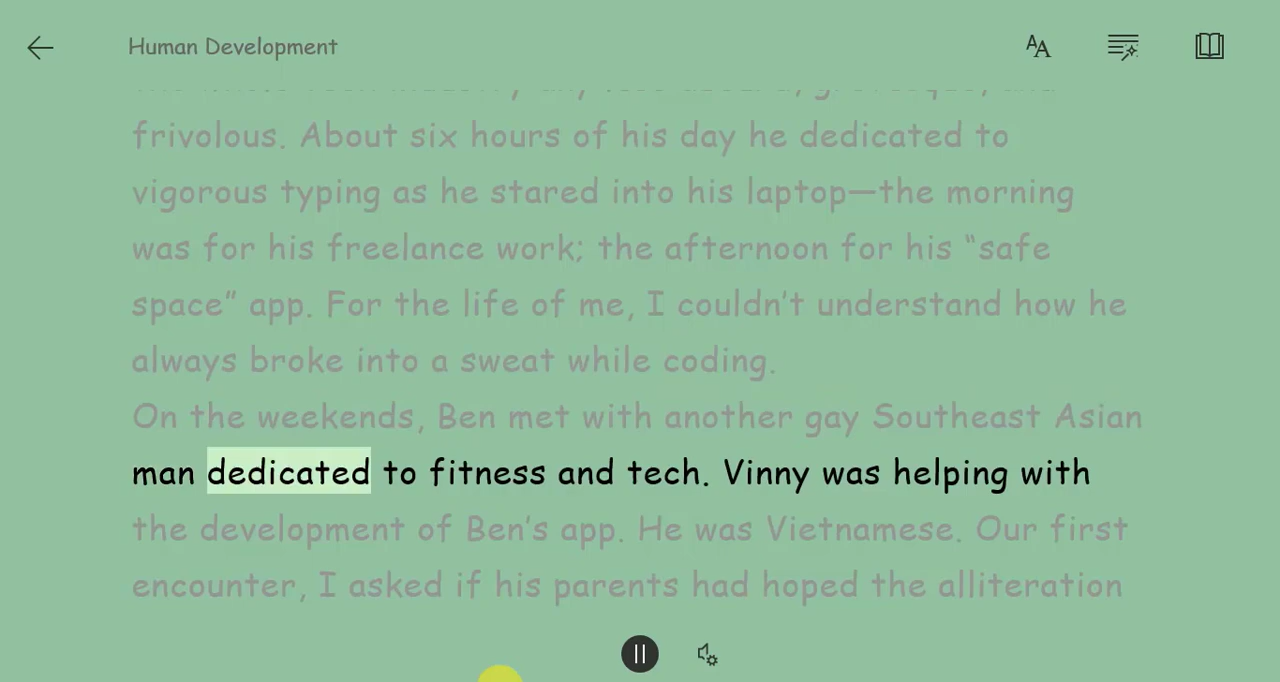 Human Development
frivolous. About six hours of his day he dedicated to
vigorous typing as he stared into his laptop—the morning
was for his freelance work; the afternoon for his “safe
space” app. For the life of me, I couldn’t understand how he
always broke into a sweat while coding.
On the weekends, Ben met with another gay Southeast Asian
man dedicated to fitness and tech. Vinny was helping with
the development of Ben’s app. He was Vietnamese. Our first
encounter, I asked if his parents had hoped the alliteration